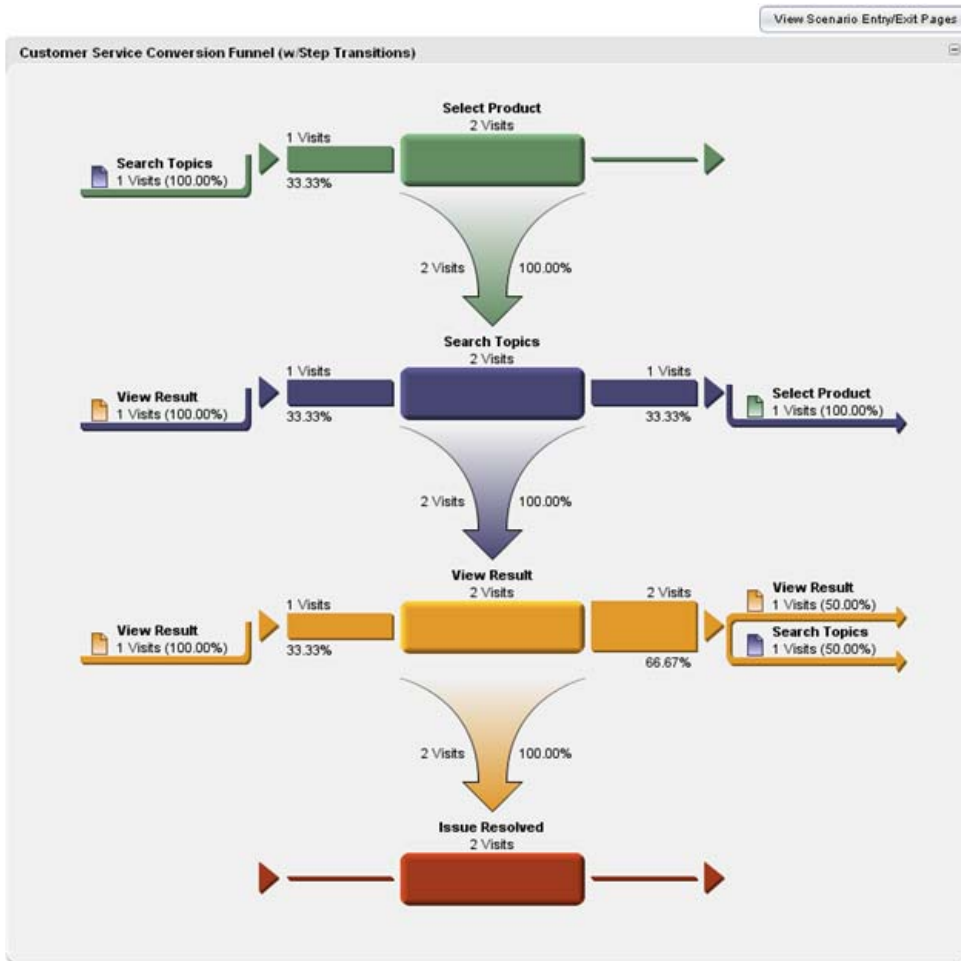 View Scenario Entry/Exit Pages
Customer Service Conversion Funnel (w/Step Transitions)
Select Product
2 Visits
1 Visits
Search Topics
1 Visits (100.00%)
33.33%
2 Visits
100.00%
Search Topics
2 Visits
1 Visits
1 Visits
View Result
1 Visits (100.00%)
33.33%
33.33%
Select Product
1 Visits (100.00%)
2 Visits
100.00%
View Result
2 Visits
1 Visits
2 Visits
View Result
1 Visits (50.00%)
View Result
1 Visits (100.00%)
Search Topics
1 Visits (50.00%)
33.33%
66.67%
2 Visits
100.00%
Issue Resolved
2 Visits